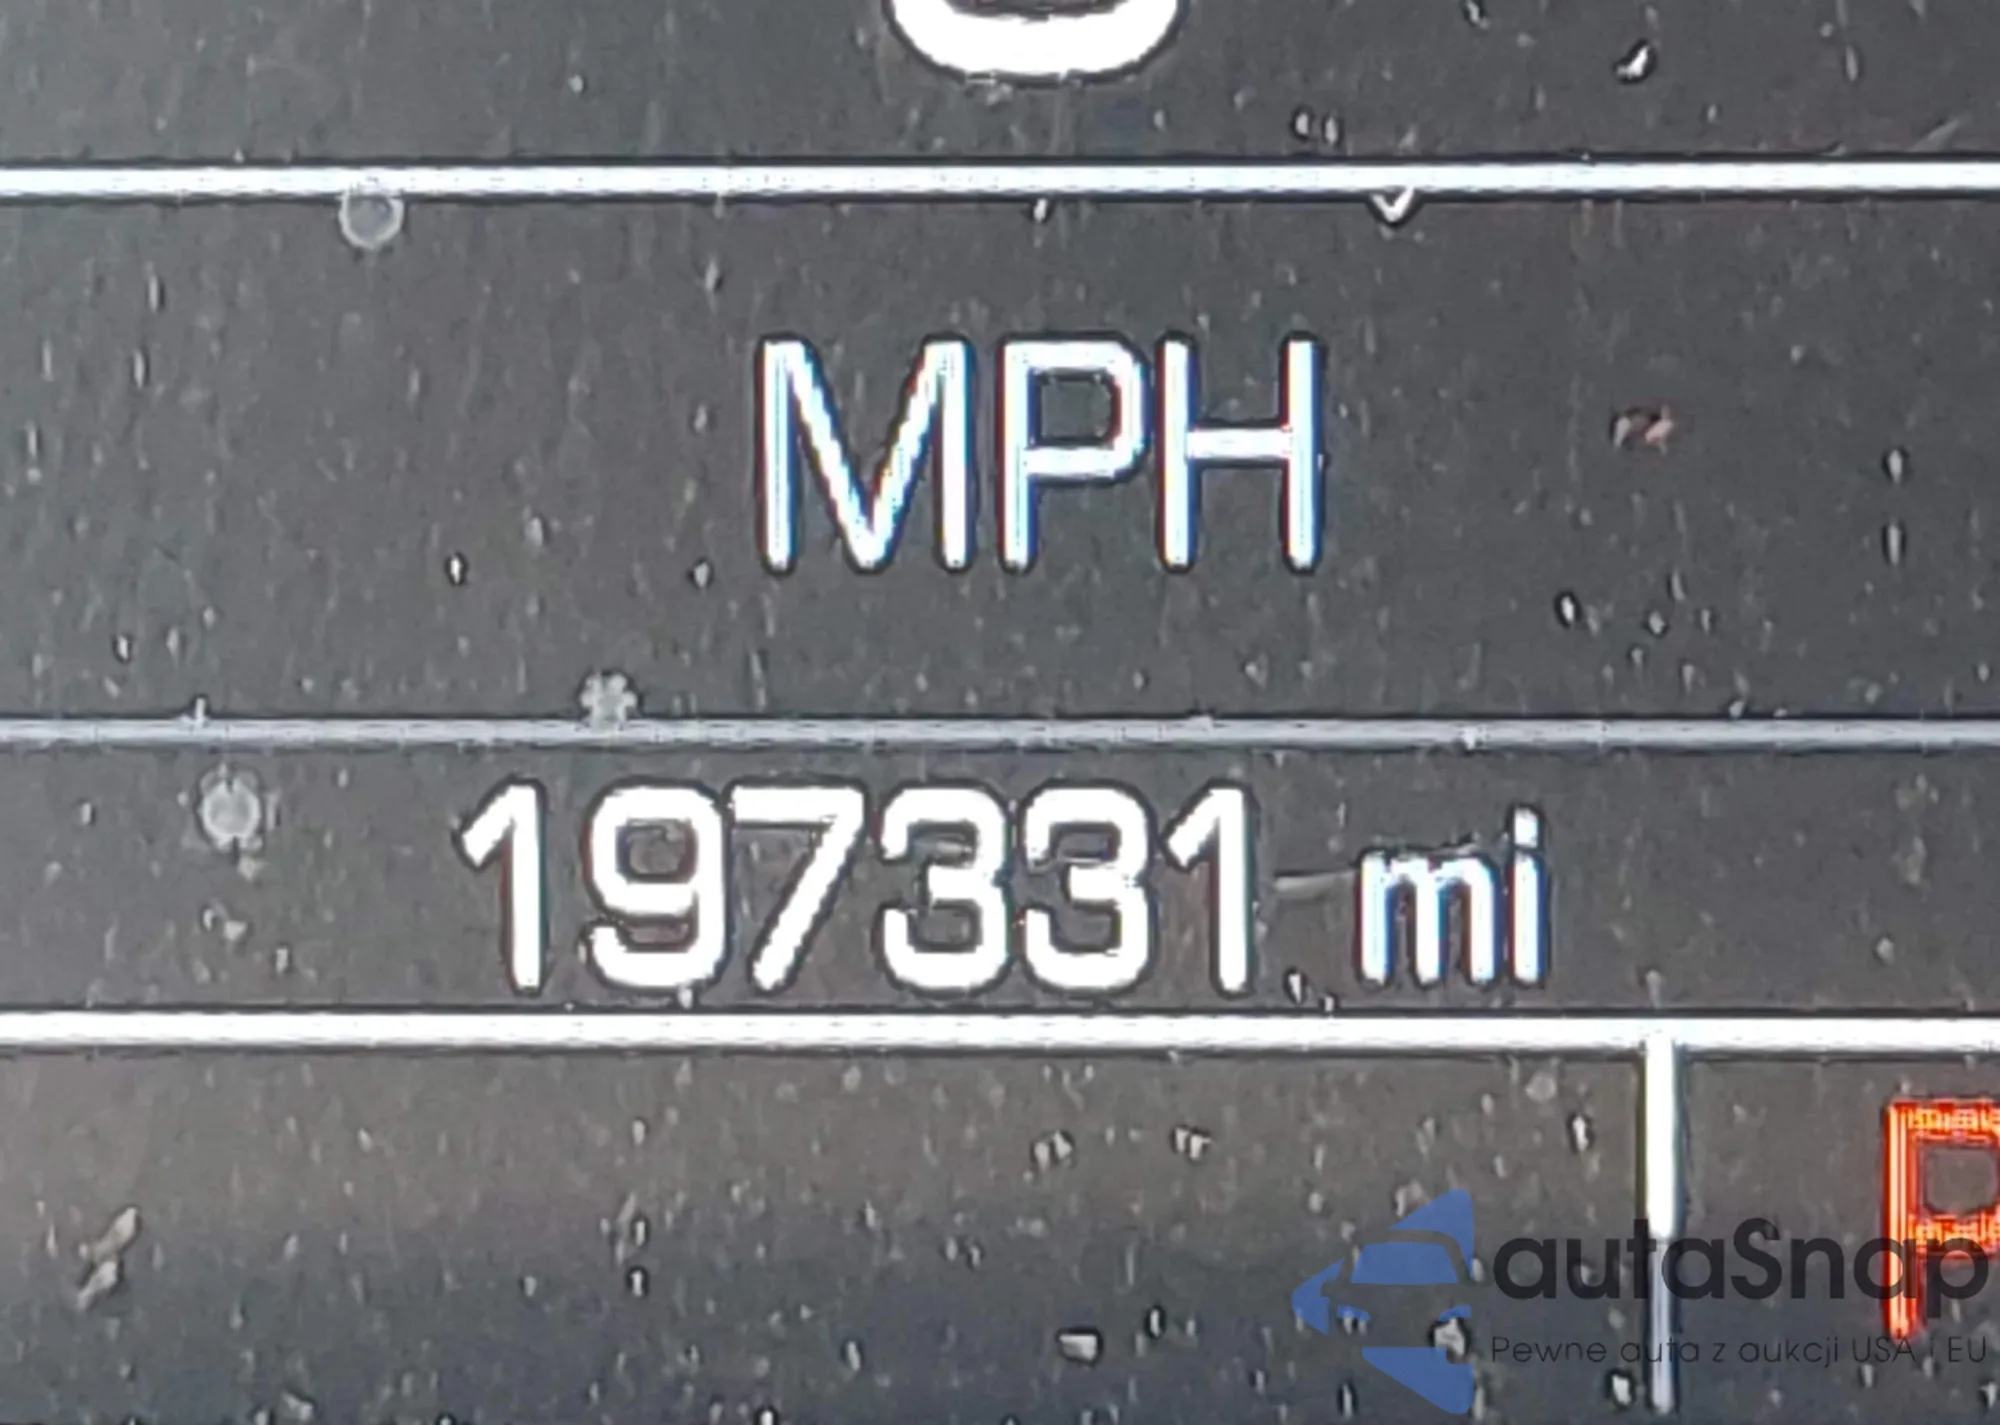 MPH
197331 mi
P
autaSnap
Pewne auta z aukcji USA i EU